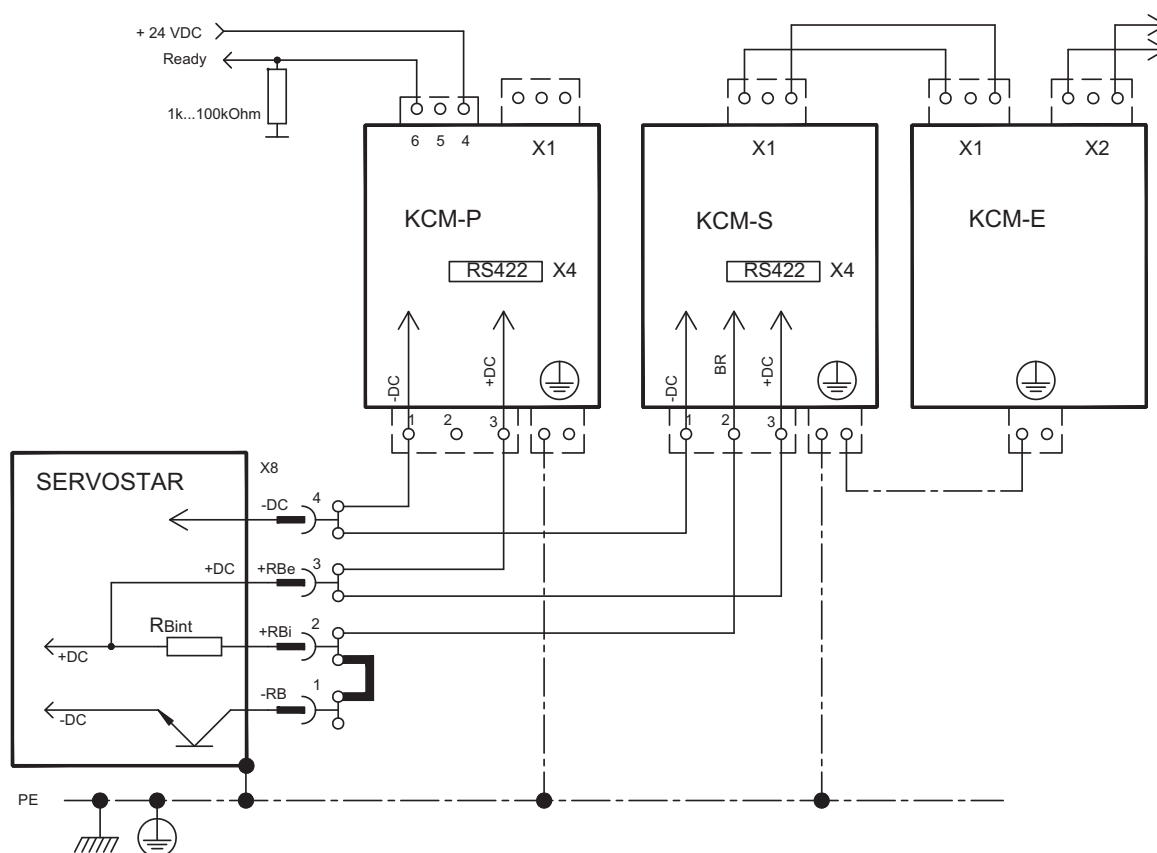 + 24 VDC
Ready
1k...100kOhm
6 5 4
X1
KCM-P
RS422 X4
-DC
+DC
1 2 3
X1
KCM-S
RS422 X4
-DC
BR
+DC
1 2 3
X1 X2
KCM-E
SERVOSTAR
X8
-DC 4
+DC +RBe 3
RBint
+RBi 2
+DC
-RB 1
-DC
PE